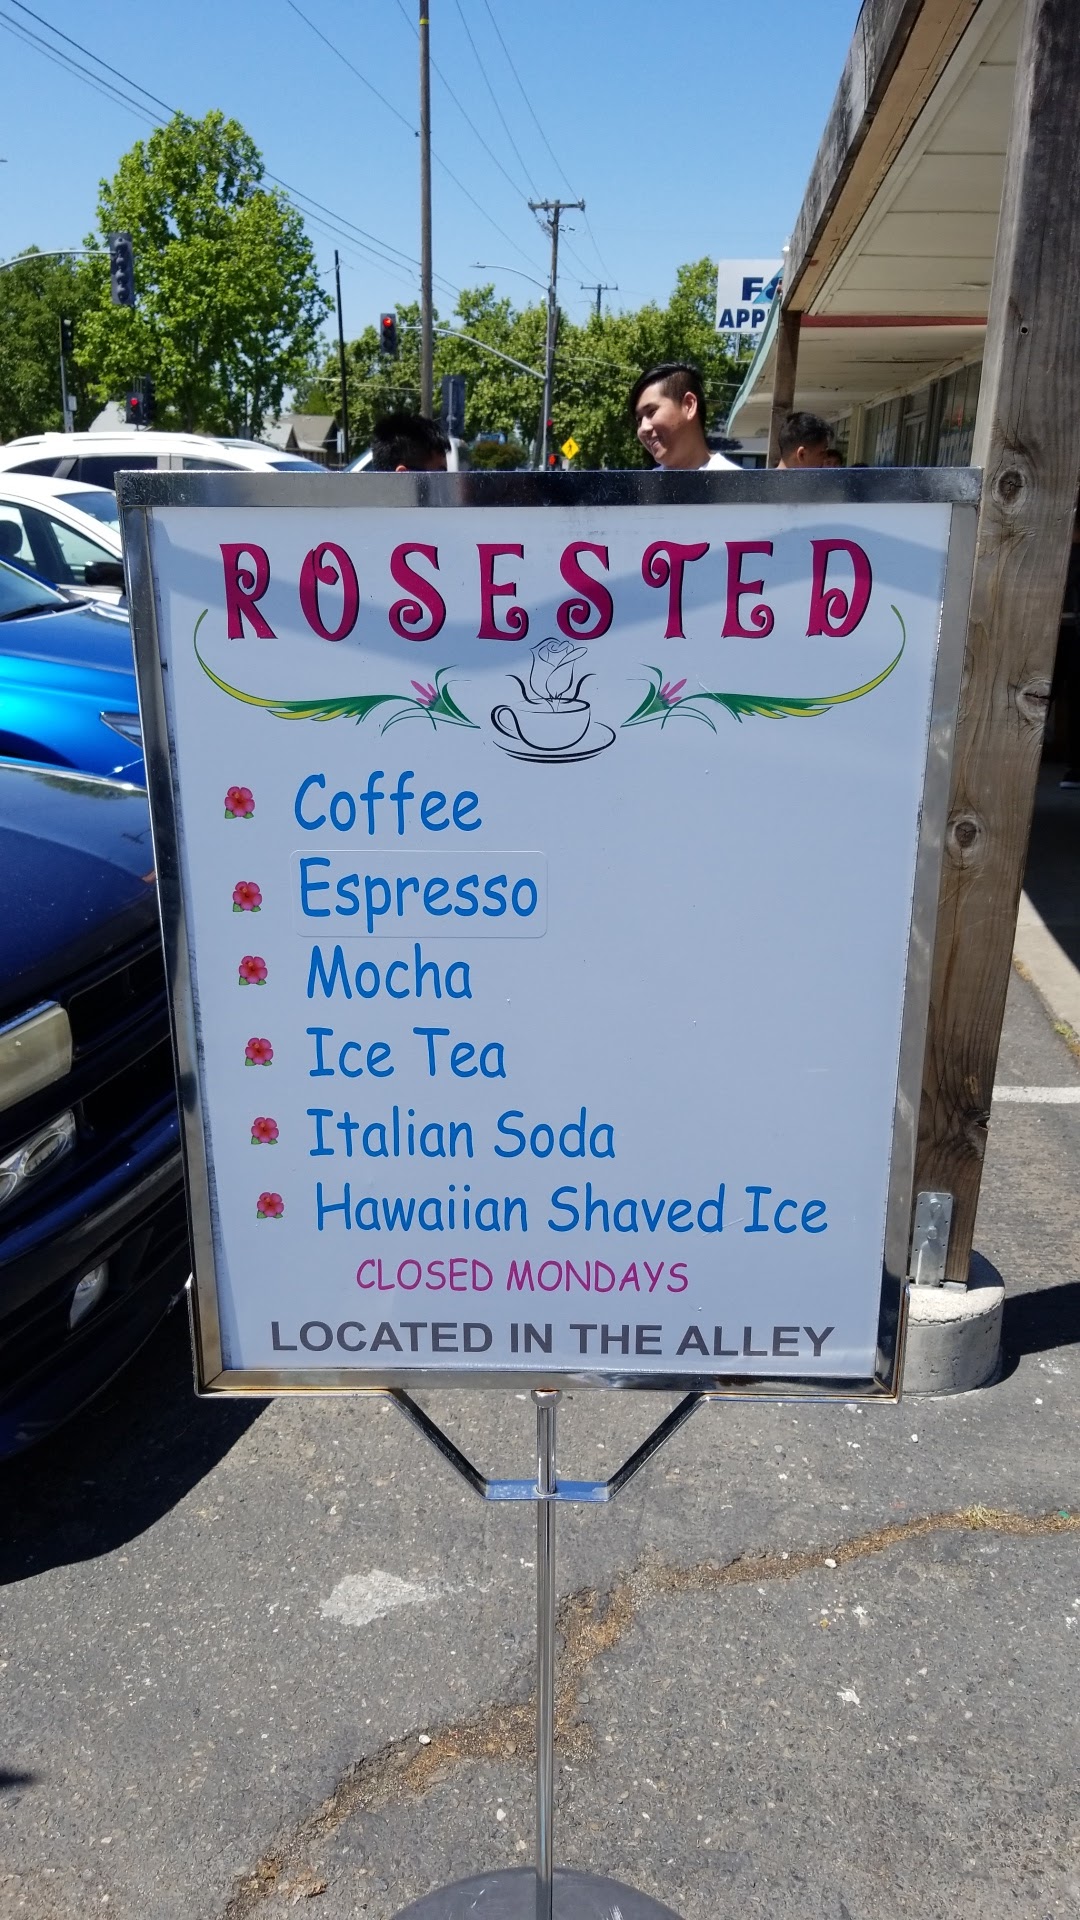 ROSESTED
Coffee
Espresso
Mocha
Ice Tea
Italian Soda
Hawaiian Shaved Ice
CLOSED MONDAYS
LOCATED IN THE ALLEY